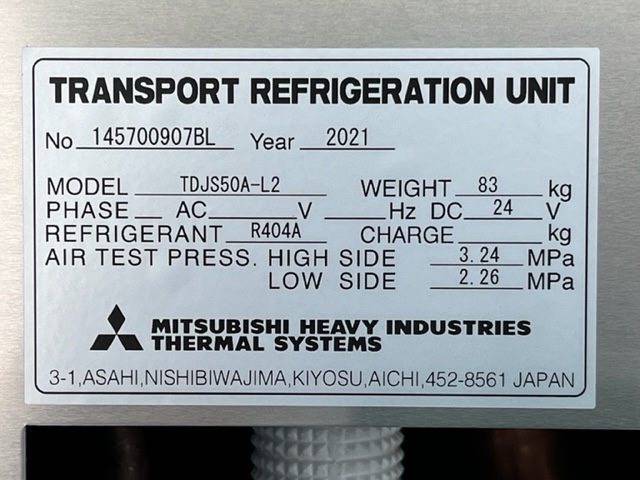 TRANSPORT REFRIGERATION UNIT
No 145700907BL Year 2021
MODEL TDJS50A-L2 WEIGHT 83 kg
PHASE AC V Hz DC 24 V
REFRIGERANT R404A CHARGE kg
AIR TEST PRESS. HIGH SIDE 3.24 MPa
LOW SIDE 2.26 MPa
MITSUBISHI HEAVY INDUSTRIES
THERMAL SYSTEMS
3-1,ASAHI,NISHIBIWAJIMA,KIYOSU,AICHI,452-8561 JAPAN